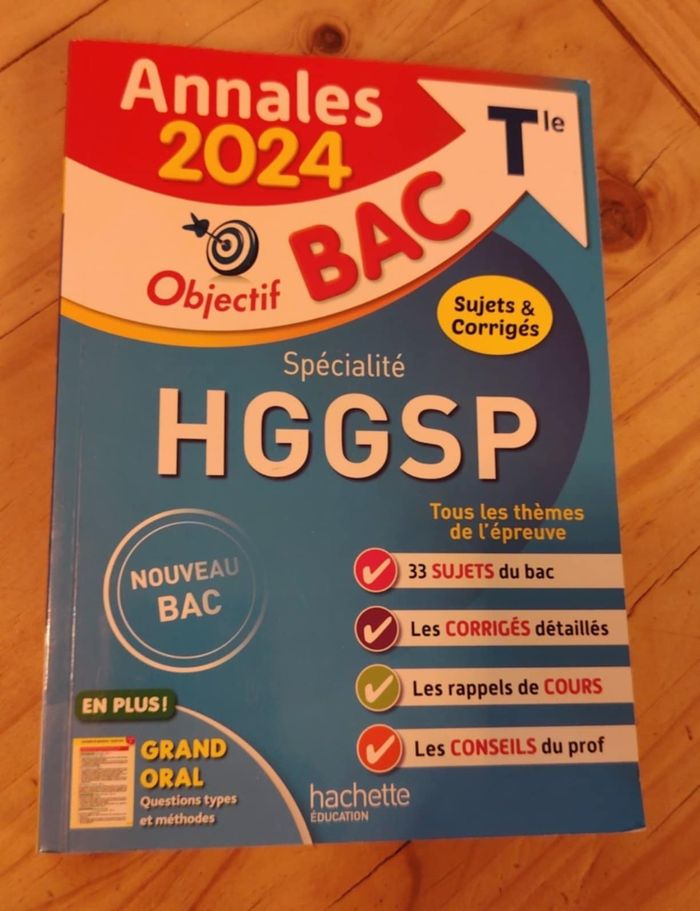 Annales
2024
Tle
Objectif BAC
Sujets &
Corrigés
Spécialité
HGGSP
Tous les thèmes
de l'épreuve
NOUVEAU
BAC
33 SUJETS du bac
Les CORRIGÉS détaillés
Les rappels de COURS
Les CONSEILS du prof
EN PLUS !
GRAND
ORAL
Questions types
et méthodes
hachette
ÉDUCATION